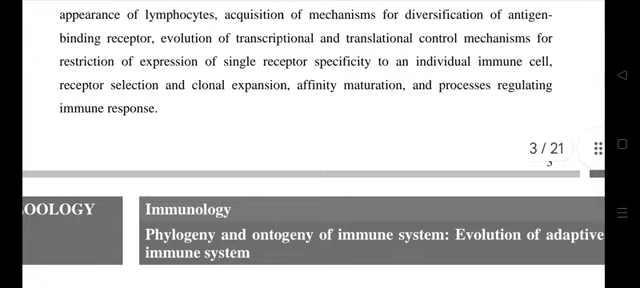 appearance of lymphocytes, acquisition of mechanisms for diversification of antigen-
binding receptor, evolution of transcriptional and translational control mechanisms for
restriction of expression of single receptor specificity to an individual immune cell,
receptor selection and clonal expansion, affinity maturation, and processes regulating
immune response.
3 / 21
OOLOGY
Immunology
Phylogeny and ontogeny of immune system: Evolution of adaptive
immune system